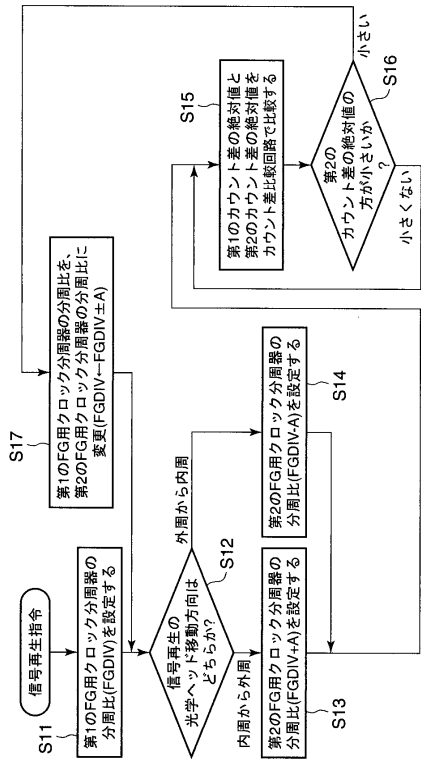 信号再生指令
S11
第1のFG用クロック分周器の
分周比(FGDIV)を設定する
信号再生の
光学ヘッド移動方向は
どちらか?
S12
内周から外周
外周から内周
S13
第2のFG用クロック分周器の
分周比(FGDIV+A)を設定する
S14
第2のFG用クロック分周器の
分周比(FGDIV-A)を設定する
S17
第1のFG用クロック分周器の分周比を、
第2のFG用クロック分周器の分周比に
変更(FGDIV←FGDIV±A)
S15
第1のカウント差の絶対値と
第2のカウント差の絶対値を
カウント差比較回路で比較する
第2の
カウント差の絶対値の
方が小さいか
?
S16
小さい
小さくない